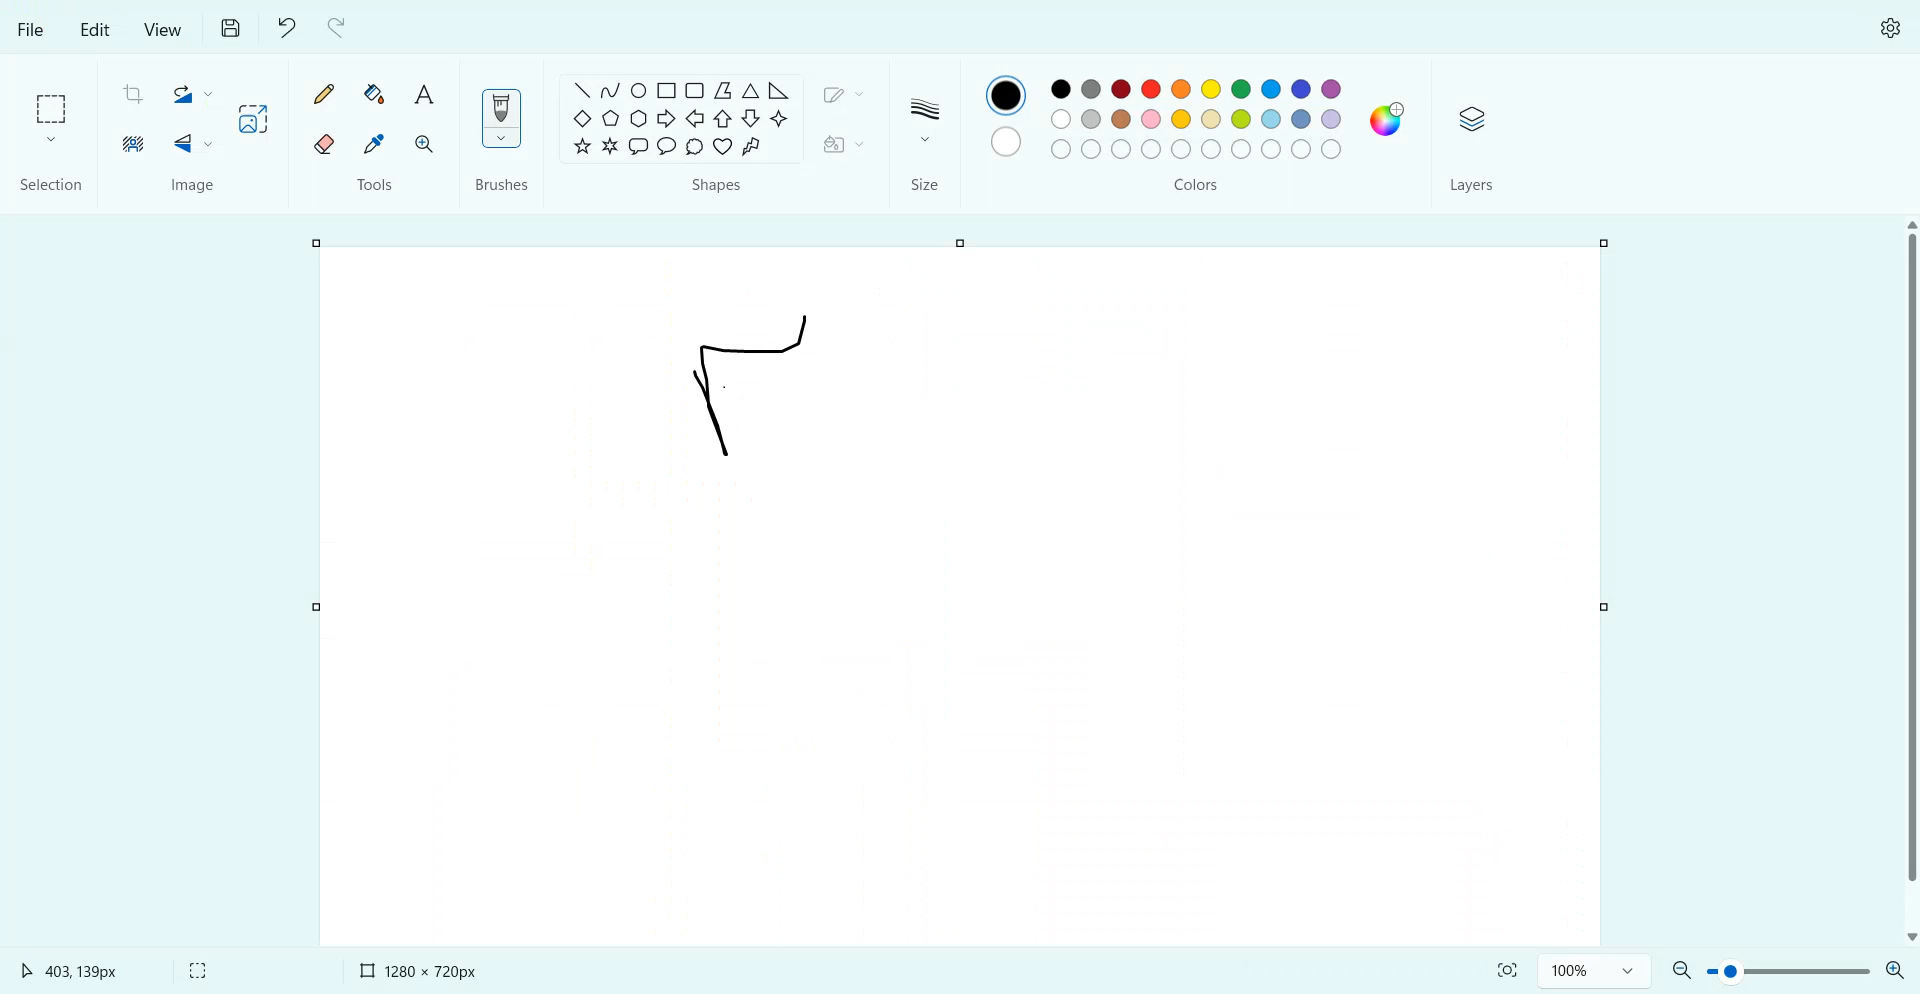 File Edit View
Selection Image Tools Brushes Shapes Size Colors Layers
403, 139px 1280 × 720px 100%